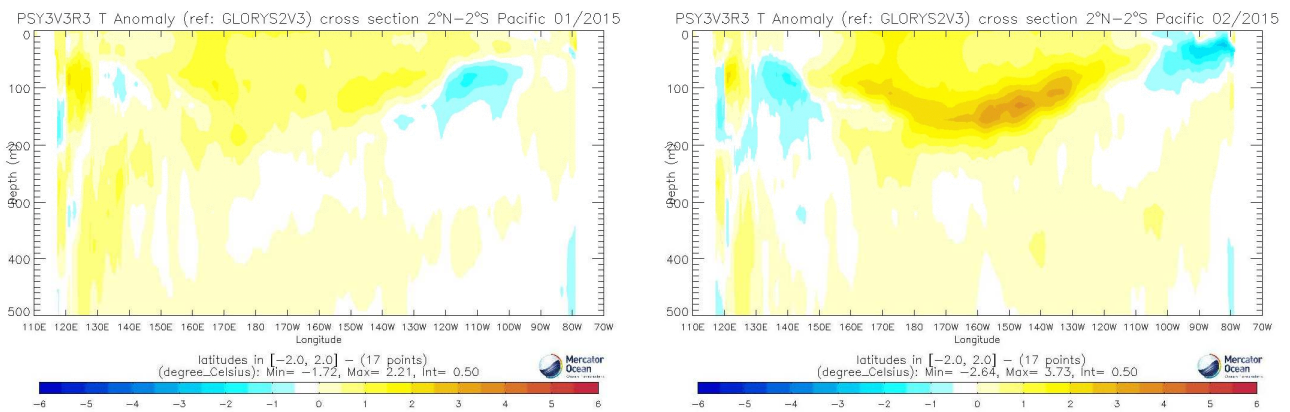 PSY3V3R3 T Anomaly (ref: GLORYS2V3) cross section 2°N-2°S Pacific 01/2015
0
100
200
300
400
500
Depth (m)
110E 120E 130E 140E 150E 160E 170E 180E 170W 160W 150W 140W 130W 120W 110W 100W 90W 80W 70W
Longitude
latitudes in [-2.0, 2.0] - (17 points)
(degree_Celsius): Min= -1.72, Max= 2.21, Int= 0.50
Mercator
Ocean
-6 -5 -4 -3 -2 -1 0 1 2 3 4 5 6
PSY3V3R3 T Anomaly (ref: GLORYS2V3) cross section 2°N-2°S Pacific 02/2015
0
100
200
300
400
500
Depth (m)
110E 120E 130E 140E 150E 160E 170E 180E 170W 160W 150W 140W 130W 120W 110W 100W 90W 80W 70W
Longitude
latitudes in [-2.0, 2.0] - (17 points)
(degree_Celsius): Min= -2.64, Max= 3.73, Int= 0.50
Mercator
Ocean
-6 -5 -4 -3 -2 -1 0 1 2 3 4 5 6